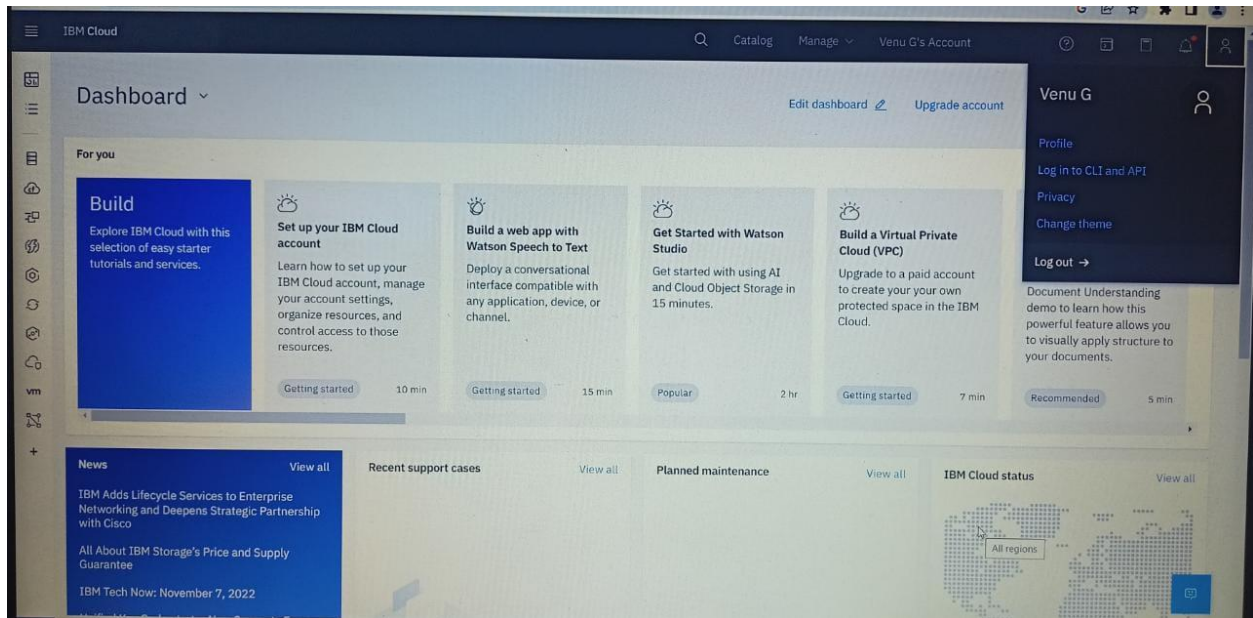 IBM Cloud
Catalog
Manage
Venu G's Account
Dashboard
Edit dashboard
Upgrade account
Venu G
Profile
Log in to CLI and API
Privacy
Change theme
Log out →
For you
Build
Explore IBM Cloud with this
selection of easy starter
tutorials and services.
Set up your IBM Cloud
account
Learn how to set up your
IBM Cloud account, manage
your account settings,
organize resources, and
control access to those
resources.
Getting started
10 min
Build a web app with
Watson Speech to Text
Deploy a conversational
interface compatible with
any application, device, or
channel.
Getting started
15 min
Get Started with Watson
Studio
Get started with using AI
and Cloud Object Storage in
15 minutes.
Popular
2 hr
Build a Virtual Private
Cloud (VPC)
Upgrade to a paid account
to create your your own
protected space in the IBM
Cloud.
Getting started
7 min
Document Understanding
demo to learn how this
powerful feature allows you
to visually apply structure to
your documents.
Recommended
5 min
vm
News
View all
IBM Adds Lifecycle Services to Enterprise
Networking and Deepens Strategic Partnership
with Cisco
All About IBM Storage's Price and Supply
Guarantee
IBM Tech Now: November 7, 2022
Recent support cases
View all
Planned maintenance
View all
IBM Cloud status
View all
All regions